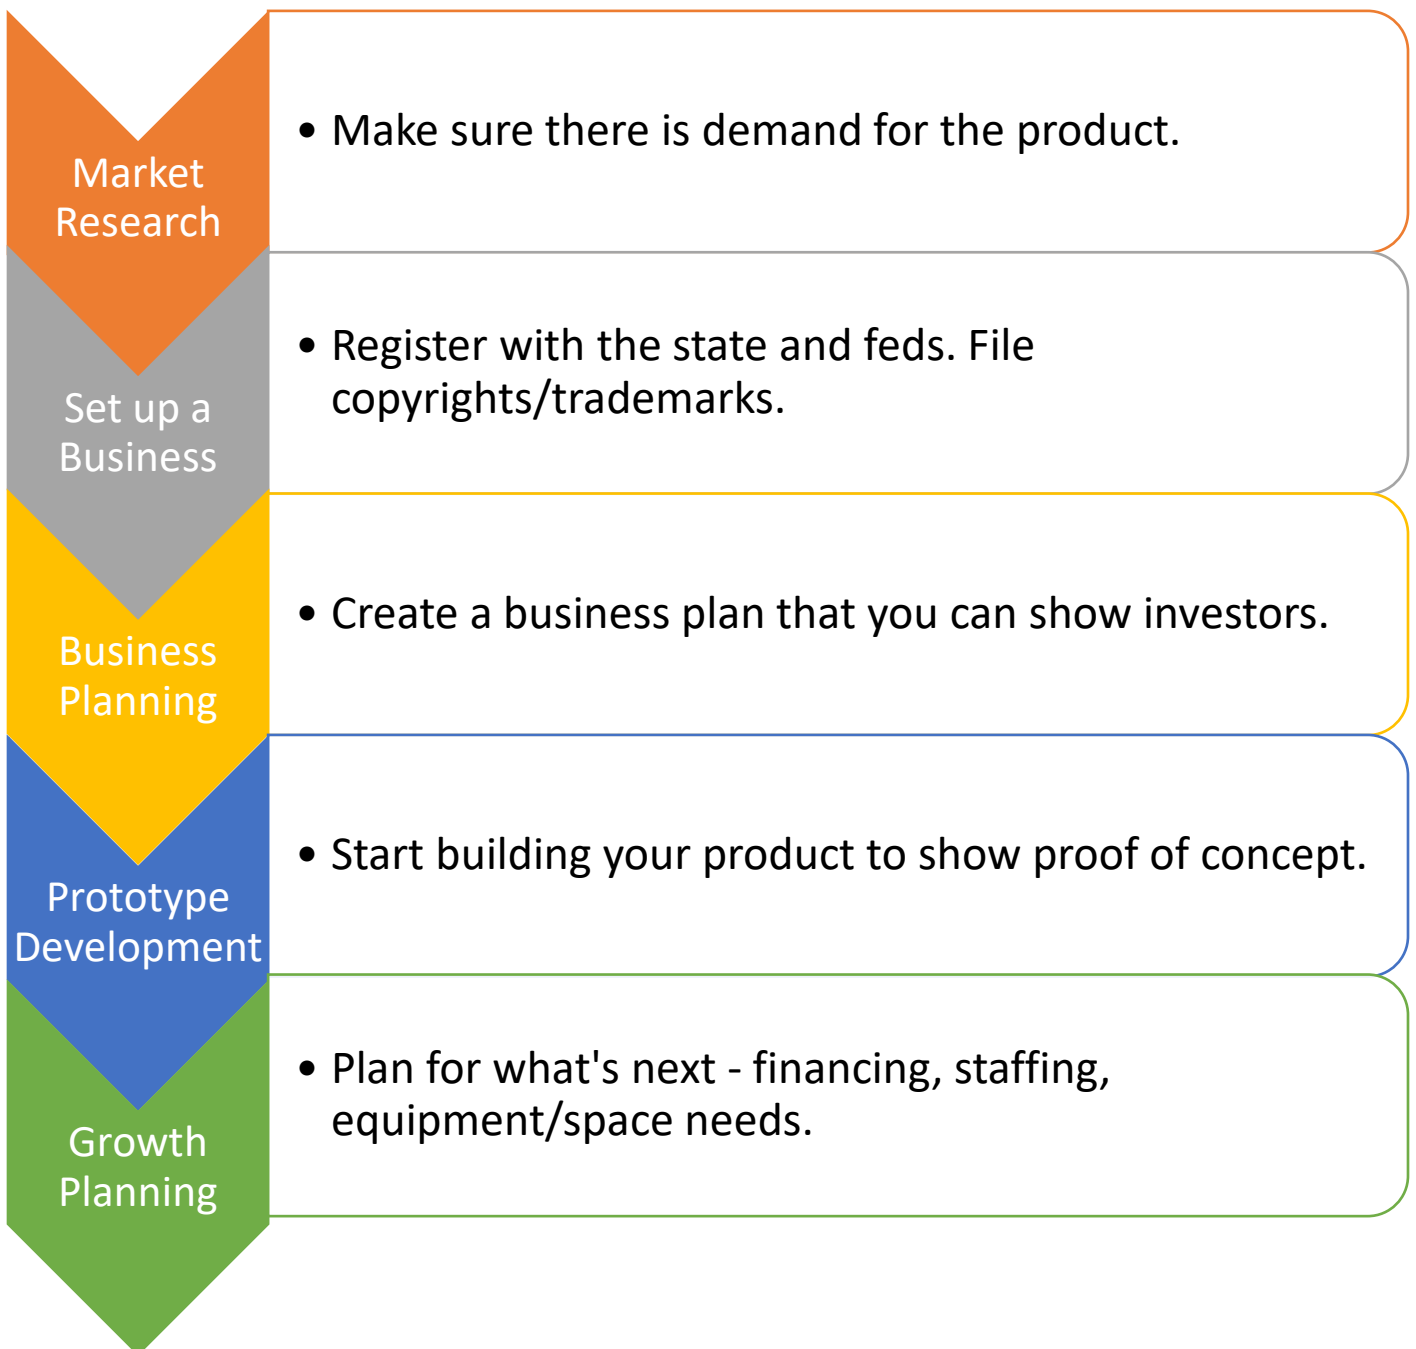 Market
Research
• Make sure there is demand for the product.
Set up a
Business
• Register with the state and feds. File
copyrights/trademarks.
Business
Planning
• Create a business plan that you can show investors.
Prototype
Development
• Start building your product to show proof of concept.
Growth
Planning
• Plan for what's next - financing, staffing,
equipment/space needs.